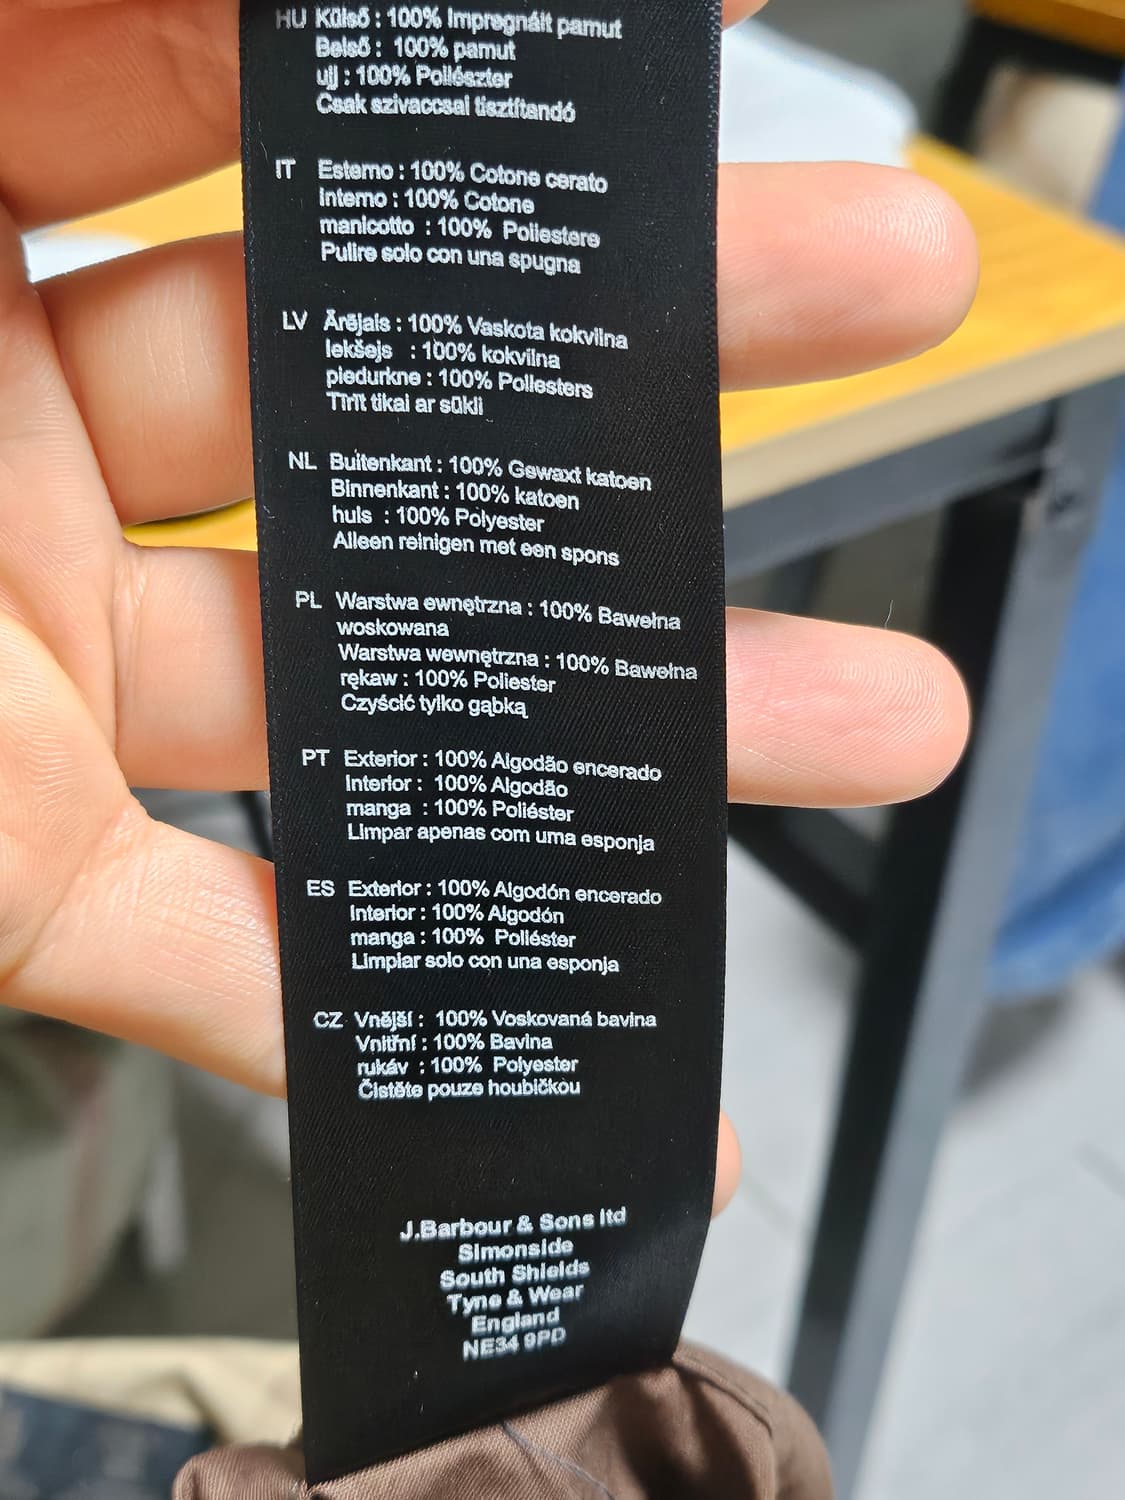 HU Külső : 100% Impregnált pamut
Belső : 100% pamut
ujj : 100% Poliészter
Csak szivaccsal tisztítandó
IT Esterno : 100% Cotone cerato
Interno : 100% Cotone
manicotto : 100% Poliestere
Pulire solo con una spugna
LV Ārējais : 100% Vaskota kokvilna
Iekšejs : 100% kokvilna
piedurkne : 100% Poliesters
Tīrīt tikai ar sūkli
NL Buitenkant : 100% Gewaxt katoen
Binnenkant : 100% katoen
huls : 100% Polyester
Alleen reinigen met een spons
PL Warstwa ewnętrzna : 100% Bawełna
woskowana
Warstwa wewnętrzna : 100% Bawełna
rękaw : 100% Poliester
Czyścić tylko gąbką
PT Exterior : 100% Algodão encerado
Interior : 100% Algodão
manga : 100% Poliéster
Limpar apenas com uma esponja
ES Exterior : 100% Algodón encerado
Interior : 100% Algodón
manga : 100% Poliéster
Limpiar solo con una esponja
CZ Vnější : 100% Voskovaná bavina
Vnitřní : 100% Bavina
rukáv : 100% Polyester
Čistěte pouze houbičkou
J.Barbour & Sons ltd
Simonside
South Shields
Tyne & Wear
England
NE34 9PD